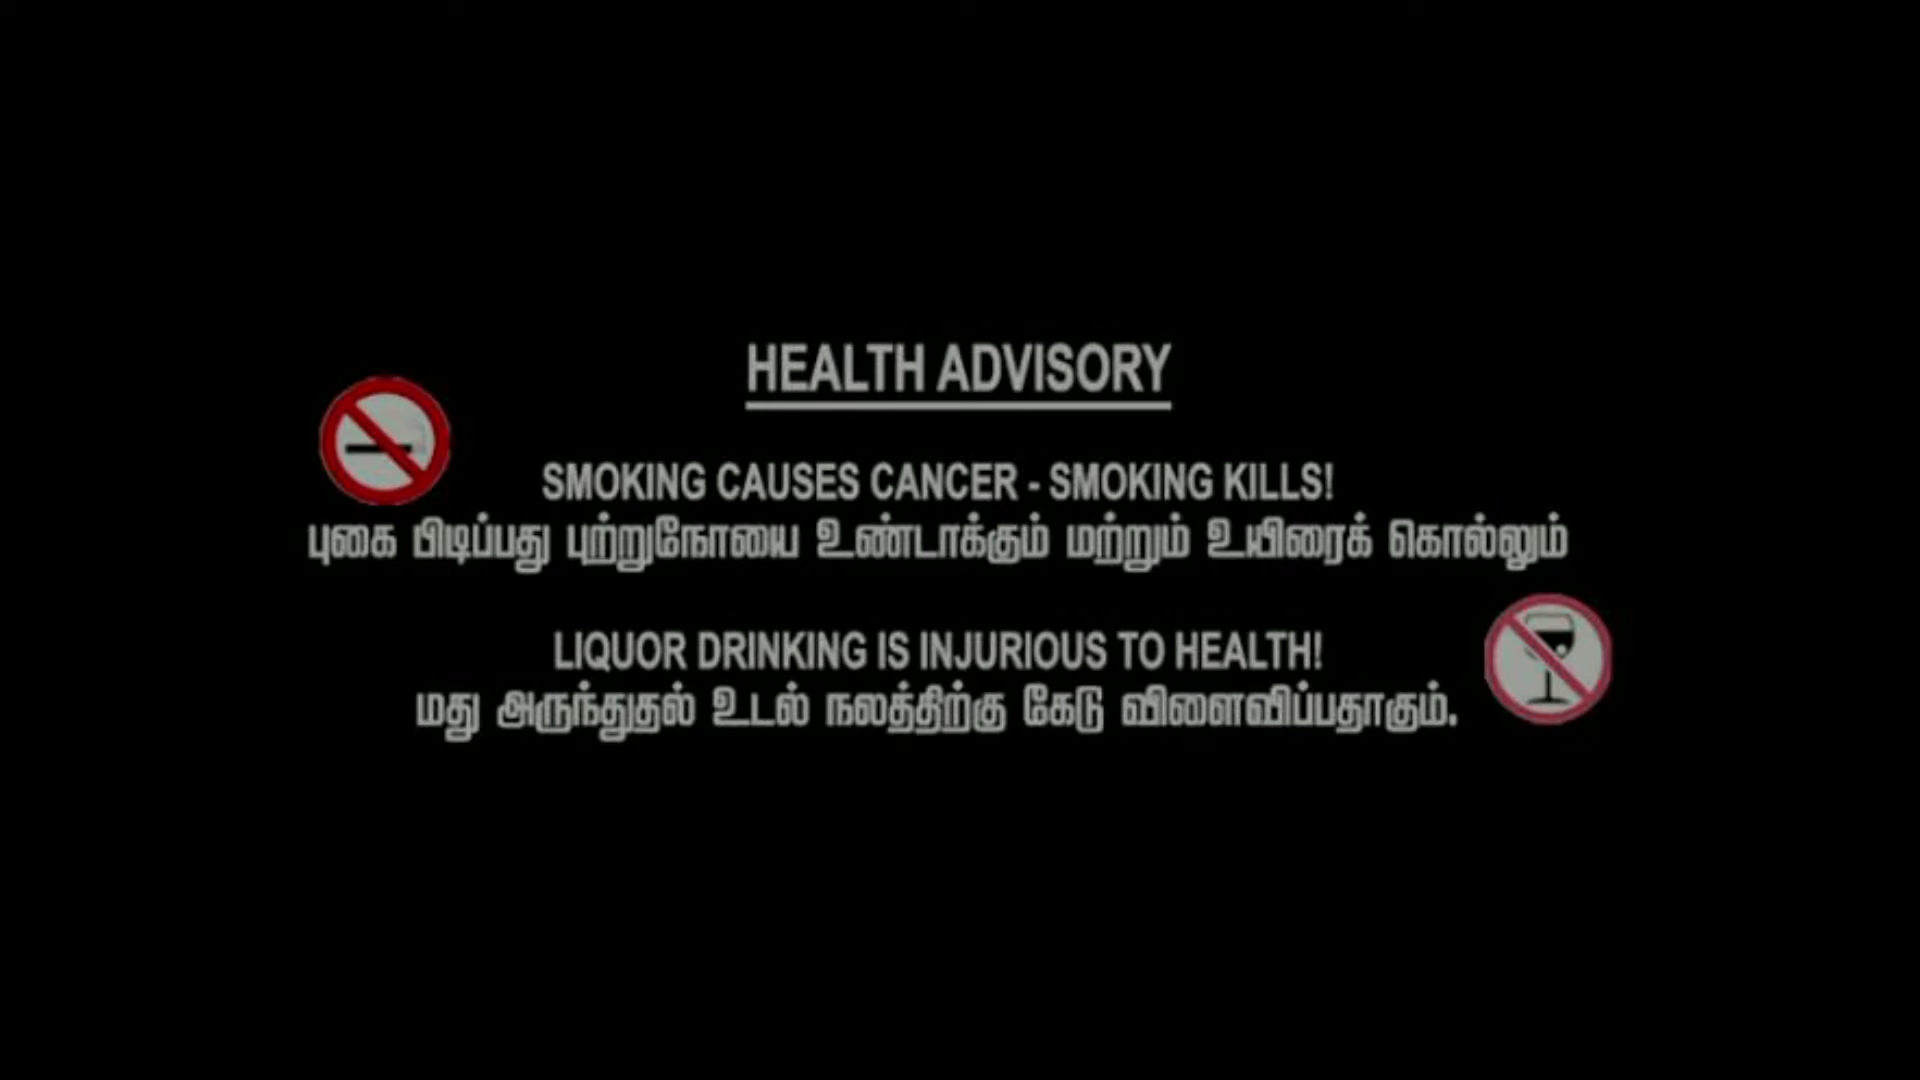 HEALTH ADVISORY
SMOKING CAUSES CANCER - SMOKING KILLS!
புகை பிடிப்பது புற்றுநோயை உண்டாக்கும் மற்றும் உயிரைக் கொல்லும்
LIQUOR DRINKING IS INJURIOUS TO HEALTH!
மது அருந்துதல் உடல் நலத்திற்கு கேடு விளைவிப்பதாகும்.